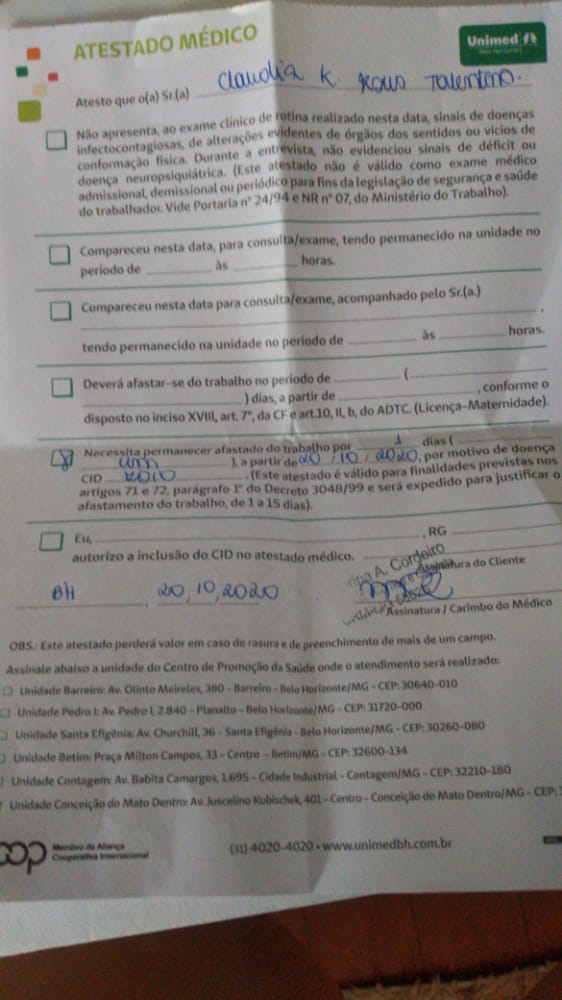 ATESTADO MÉDICO
Unimed
Belo Horizonte
Atesto que o(a) Sr.(a) Claudia K.
Não apresenta, ao exame clínico de rotina realizado nesta data, sinais de doenças
infectocontagiosas, de alterações evidentes de órgãos dos sentidos ou vícios de
conformação física. Durante a entrevista, não evidenciou sinais de déficit ou
doença neuropsiquiátrica. (Este atestado não é válido como exame médico
admissional, demissional ou periódico para fins da legislação de segurança e saúde
do trabalhador. Vide Portaria nº 24/94 e NR nº 07, do Ministério do Trabalho).
Compareceu nesta data, para consulta/exame, tendo permanecido na unidade no
período de ________ às ________ horas.
Compareceu nesta data para consulta/exame, acompanhado pelo Sr.(a.)
________,
tendo permanecido na unidade no período de ________ às ________ horas.
Deverá afastar-se do trabalho no período de ________ (
________) dias, a partir de ________, conforme o
disposto no inciso XVIII, art. 7º, da CF e art.10, II, b, do ADTC. (Licença-Maternidade).
Necessita permanecer afastado do trabalho por 1 dias (
um), a partir de 20/10/2020, por motivo de doença
CID . (Este atestado é válido para finalidades previstas nos
artigos 71 e 72, parágrafo 1º do Decreto 3048/99 e será expedido para justificar o
afastamento do trabalho, de 1 a 15 dias).
Eu, ________, RG ________
autorizo a inclusão do CID no atestado médico.
A. Cordeiro
Assinatura do Cliente
BH, 20,10,2020
Assinatura / Carimbo do Médico
OBS.: Este atestado perderá valor em caso de rasura e de preenchimento de mais de um campo.
Assinale abaixo a unidade do Centro de Promoção da Saúde onde o atendimento será realizado:
Unidade Barreiro: Av. Olinto Meireles, 380 - Barreiro - Belo Horizonte/MG - CEP: 30640-010
Unidade Pedro I: Av. Pedro I, 2.840 - Planalto - Belo Horizonte/MG - CEP: 31720-000
Unidade Santa Efigênia: Av. Churchill, 36 - Santa Efigênia - Belo Horizonte/MG - CEP: 30260-080
Unidade Betim: Praça Milton Campos, 33 - Centro - Betim/MG - CEP: 32600-134
Unidade Contagem: Av. Babita Camargos, 1.695 - Cidade Industrial - Contagem/MG - CEP: 32210-180
Unidade Conceição do Mato Dentro: Av. Juscelino Kubischek, 401 - Centro - Conceição do Mato Dentro/MG - CEP:
Membro da Aliança
Cooperativa Internacional
(31) 4020-4020 • www.unimedbh.com.br